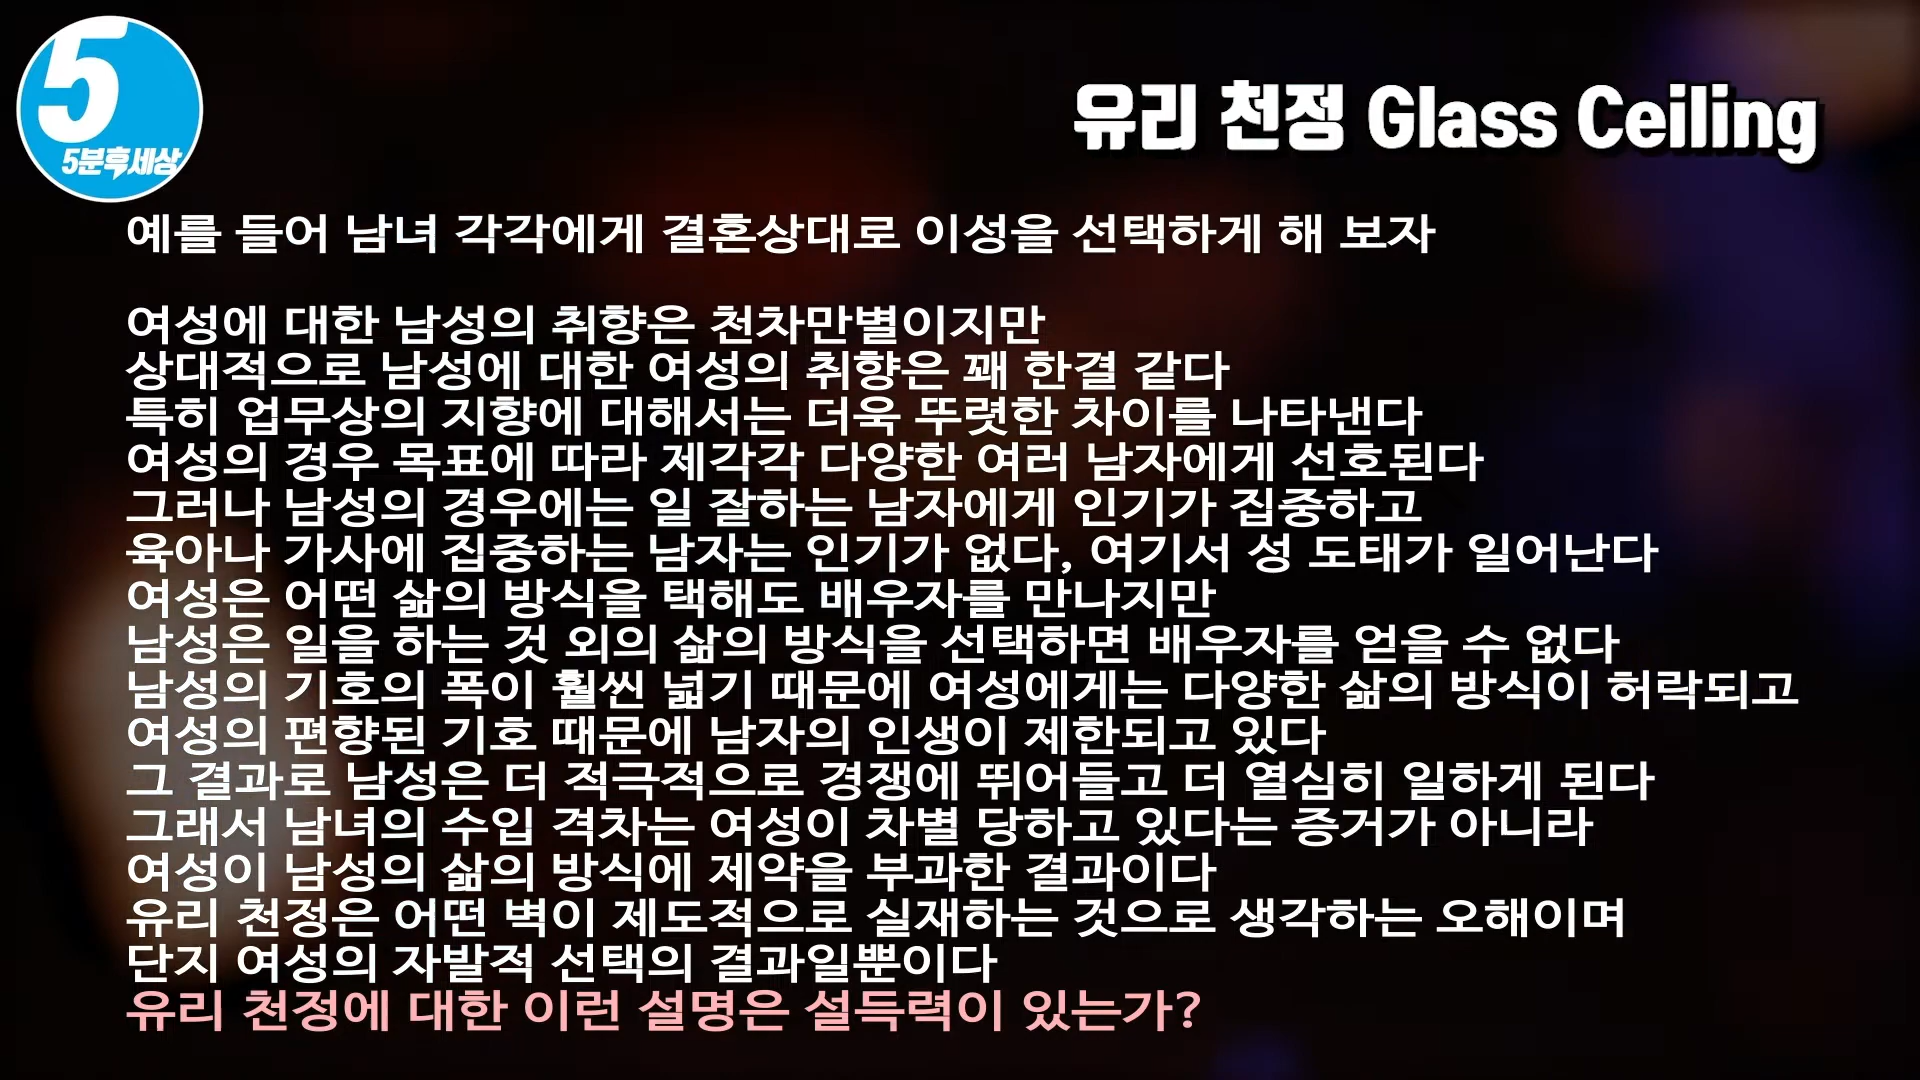 5
5분후세상
유리 천정 Glass Ceiling
예를 들어 남녀 각각에게 결혼상대로 이성을 선택하게 해 보자
여성에 대한 남성의 취향은 천차만별이지만
상대적으로 남성에 대한 여성의 취향은 꽤 한결 같다
특히 업무상의 지향에 대해서는 더욱 뚜렷한 차이를 나타낸다
여성의 경우 목표에 따라 제각각 다양한 여러 남자에게 선호된다
그러나 남성의 경우에는 일 잘하는 남자에게 인기가 집중하고
육아나 가사에 집중하는 남자는 인기가 없다, 여기서 성 도태가 일어난다
여성은 어떤 삶의 방식을 택해도 배우자를 만나지만
남성은 일을 하는 것 외의 삶의 방식을 선택하면 배우자를 얻을 수 없다
남성의 기호의 폭이 훨씬 넓기 때문에 여성에게는 다양한 삶의 방식이 허락되고
여성의 편향된 기호 때문에 남자의 인생이 제한되고 있다
그 결과로 남성은 더 적극적으로 경쟁에 뛰어들고 더 열심히 일하게 된다
그래서 남녀의 수입 격차는 여성이 차별 당하고 있다는 증거가 아니라
여성이 남성의 삶의 방식에 제약을 부과한 결과이다
유리 천정은 어떤 벽이 제도적으로 실재하는 것으로 생각하는 오해이며
단지 여성의 자발적 선택의 결과일뿐이다
유리 천정에 대한 이런 설명은 설득력이 있는가?